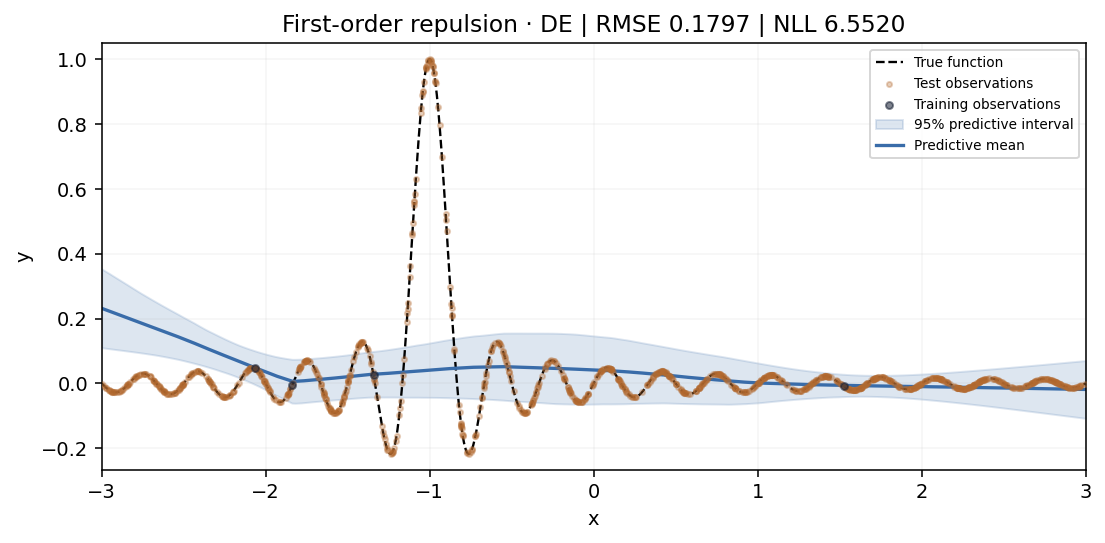 First-order repulsion · DE | RMSE 0.1797 | NLL 6.5520
True function
Test observations
Training observations
95% predictive interval
Predictive mean
y
1.0
0.8
0.6
0.4
0.2
0.0
−0.2
−3 −2 −1 0 1 2 3
x